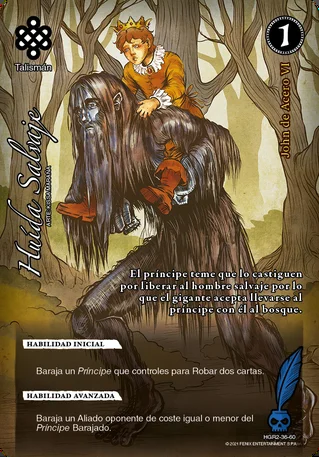 Talismán
1
John de Acero VI
Huída Salvaje
El príncipe teme que lo castiguen
por liberar al hombre salvaje por lo
que el gigante acepta llevarse al
príncipe con él al bosque.
HABILIDAD INICIAL
Baraja un Príncipe que controles para Robar dos cartas.
HABILIDAD AVANZADA
Baraja un Aliado oponente de coste igual o menor del
Príncipe Barajado.
HGR2-36-60
© 2021 FENIX ENTERTAINMENT S.P.A.